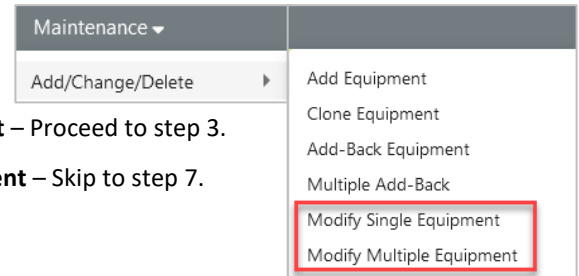 Maintenance
Add/Change/Delete
Add Equipment
Clone Equipment
t – Proceed to step 3.
Add-Back Equipment
ent – Skip to step 7.
Multiple Add-Back
Modify Single Equipment
Modify Multiple Equipment